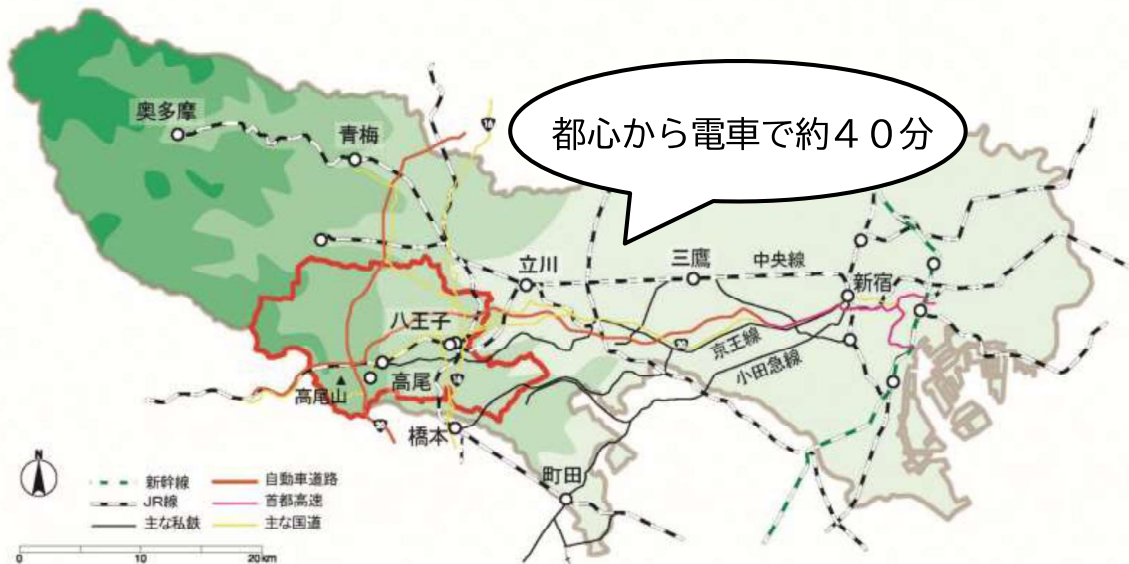 都心から電車で約40分
奥多摩
青梅
16
立川
三鷹
中央線
新宿
八王子
京王線
小田急線
高尾
高尾山
16
橋本
町田
N
新幹線
自動車道路
JR線
首都高速
主な私鉄
主な国道
0 10 20km